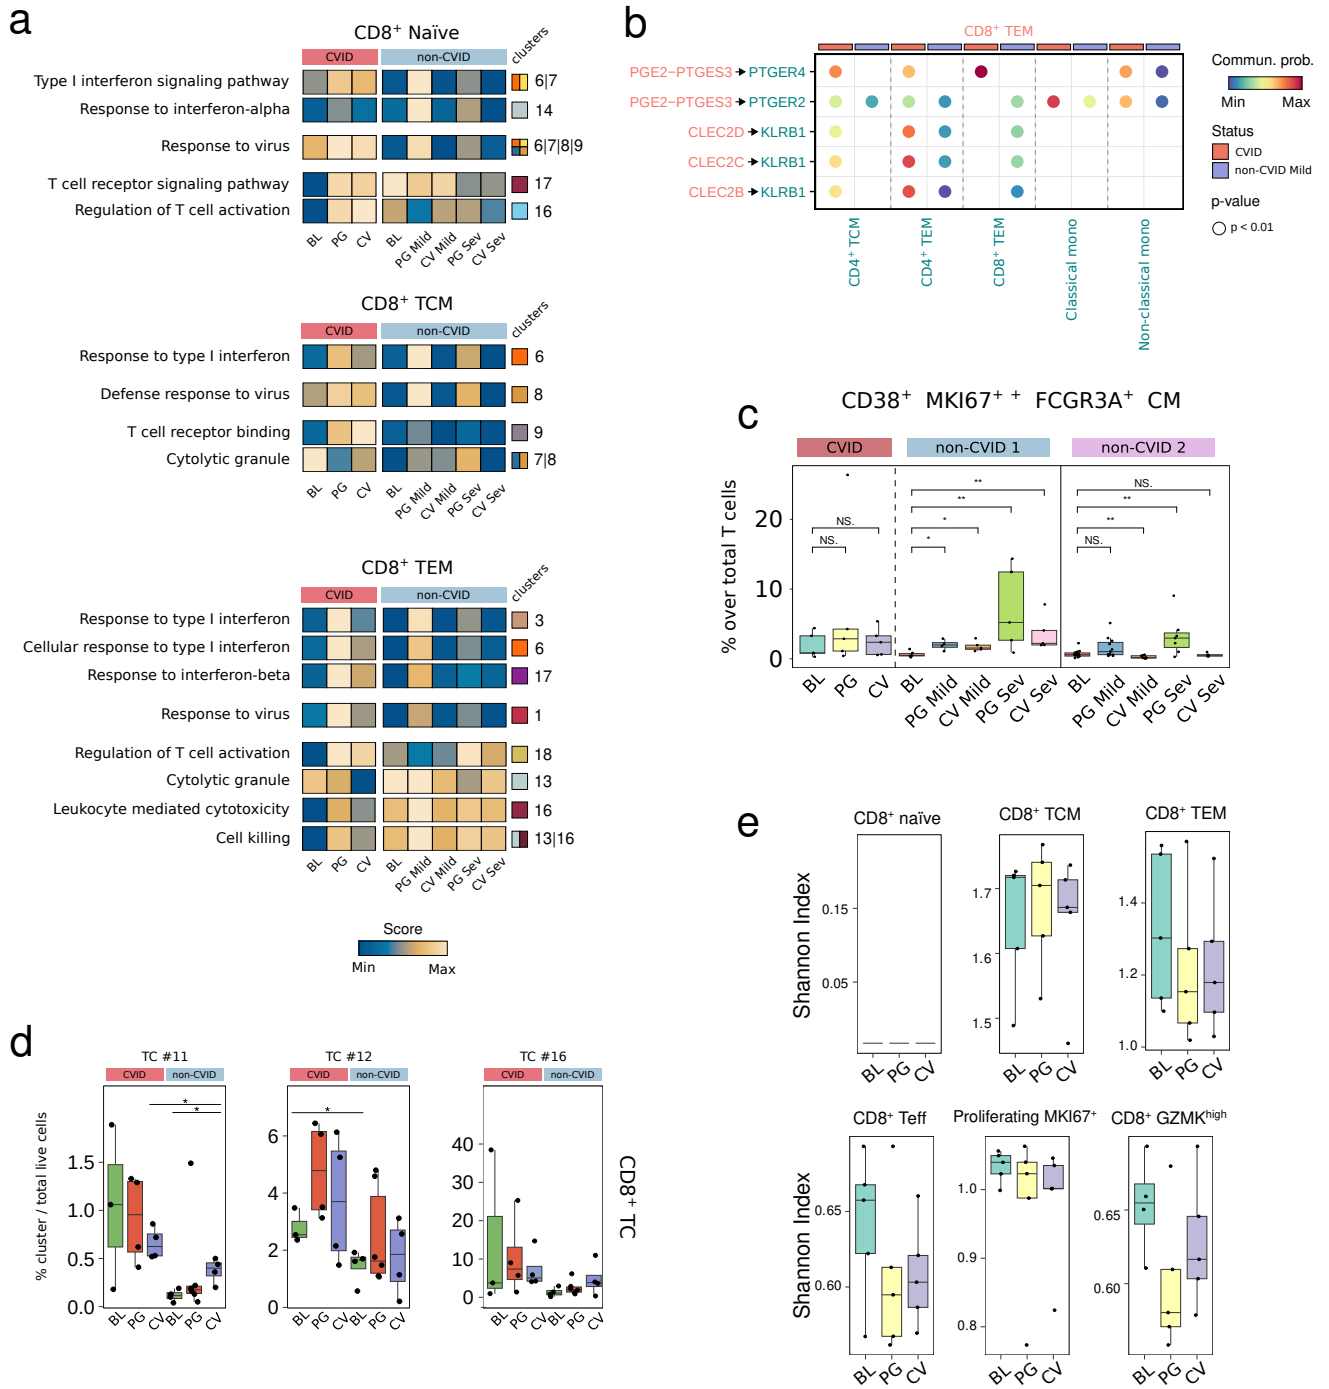 a
CD8+ Naïve
CVID non-CVID clusters
Type I interferon signaling pathway 6|7
Response to interferon-alpha 14
Response to virus 6|7|8|9
T cell receptor signaling pathway 17
Regulation of T cell activation 16
BL PG CV BL PG Mild CV Mild PG Sev CV Sev
CD8+ TCM
CVID non-CVID clusters
Response to type I interferon 6
Defense response to virus 8
T cell receptor binding 9
Cytolytic granule 7|8
BL PG CV BL PG Mild CV Mild PG Sev CV Sev
CD8+ TEM
CVID non-CVID clusters
Response to type I interferon 3
Cellular response to type I interferon 6
Response to interferon-beta 17
Response to virus 1
Regulation of T cell activation 18
Cytolytic granule 13
Leukocyte mediated cytotoxicity 16
Cell killing 13|16
BL PG CV BL PG Mild CV Mild PG Sev CV Sev
Score
Min Max
b
CD8+ TEM
PGE2−PTGES3 PTGER4
PGE2−PTGES3 PTGER2
CLEC2D KLRB1
CLEC2C KLRB1
CLEC2B KLRB1
CD4+ TCM
CD4+ TEM
CD8+ TEM
Classical mono
Non-classical mono
Commun. prob.
Min Max
Status
CVID
non-CVID Mild
p-value
p < 0.01
c
CD38+ MKI67++ FCGR3A+ CM
CVID non-CVID 1 non-CVID 2
% over total T cells
20
10
0
NS.
NS.
**
**
*
*
NS.
**
**
NS.
BL PG CV BL PG Mild CV Mild PG Sev CV Sev BL PG Mild CV Mild PG Sev CV Sev
d
TC #11
CVID non-CVID
% cluster / total live cells
1.5
1.0
0.5
0.0
*
*
BL PG CV BL PG CV
TC #12
CVID non-CVID
6
4
2
0
*
BL PG CV BL PG CV
TC #16
CVID non-CVID
40
30
20
10
0
BL PG CV BL PG CV
CD8+ TC
e
CD8+ naïve
Shannon Index
0.15
0.05
BL PG CV
CD8+ TCM
1.7
1.6
1.5
BL PG CV
CD8+ TEM
1.4
1.2
1.0
BL PG CV
CD8+ Teff
Shannon Index
0.65
0.60
BL PG CV
Proliferating MKI67+
1.0
0.9
0.8
BL PG CV
CD8+ GZMKhigh
0.65
0.60
BL PG CV